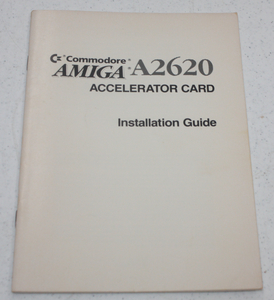 Commodore®
AMIGA® A2620
ACCELERATOR CARD
Installation Guide